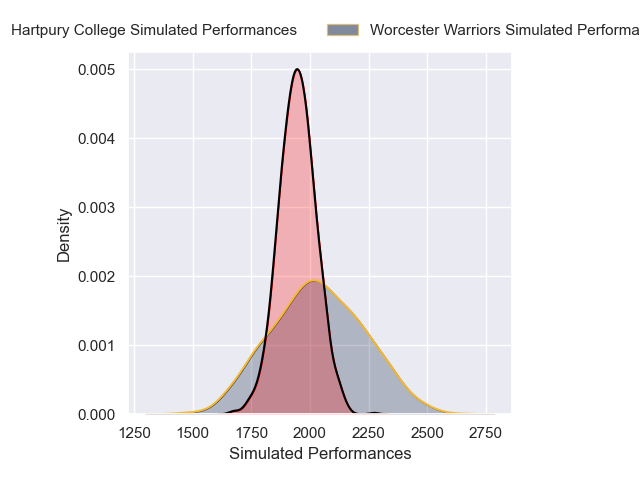 Hartpury College Simulated Performances
Worcester Warriors Simulated Performa
0.005
0.004
0.003
0.002
0.001
0.000
Density
1250 1500 1750 2000 2250 2500 2750
Simulated Performances